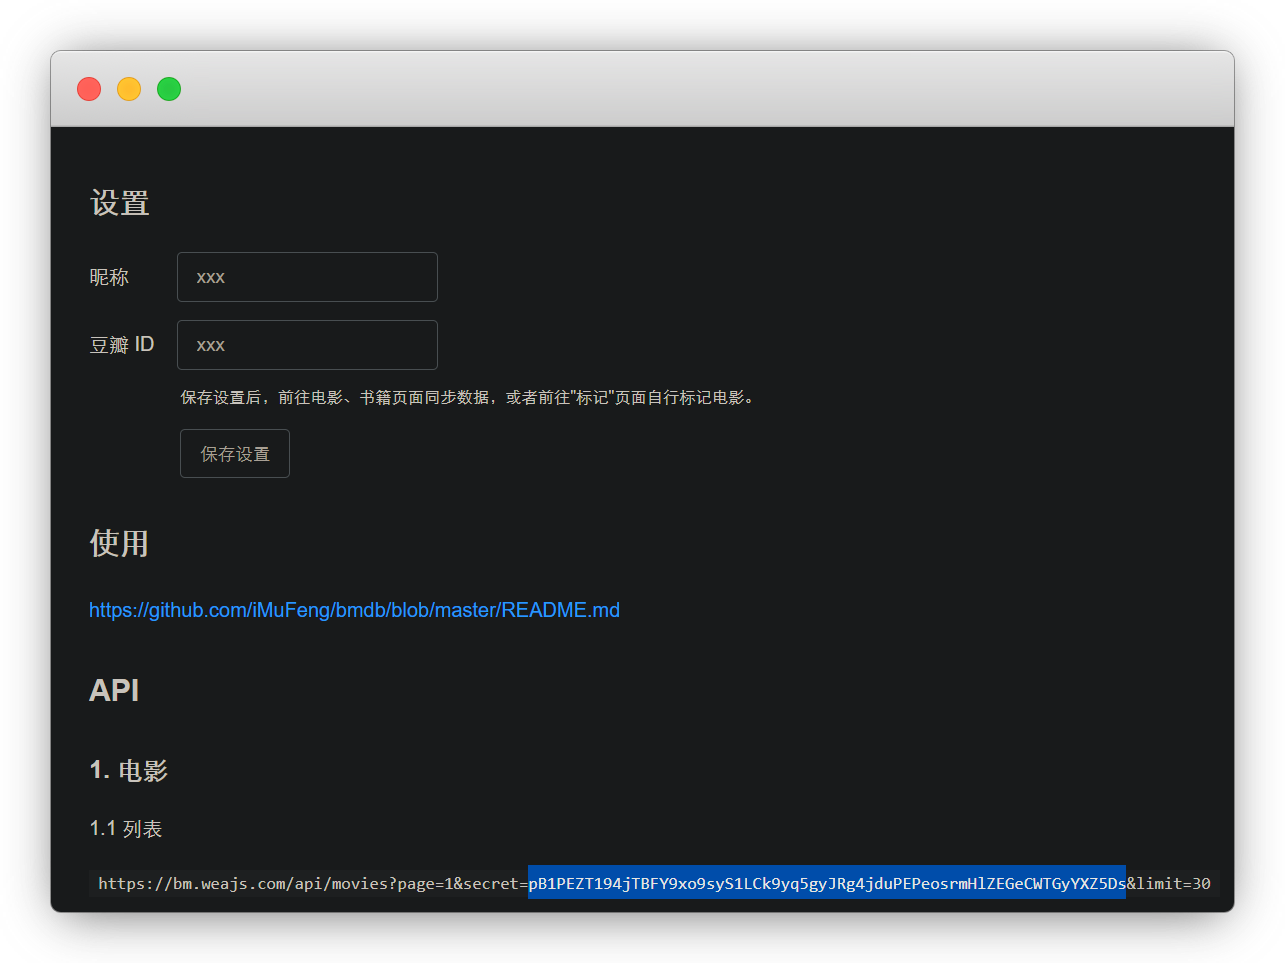 设置
昵称 xxx
豆瓣 ID xxx
保存设置后，前往电影、书籍页面同步数据，或者前往"标记"页面自行标记电影。
保存设置
使用
https://github.com/iMuFeng/bmdb/blob/master/README.md
API
1. 电影
1.1 列表
https://bm.weajs.com/api/movies?page=1&secret=pB1PEZT194jTBFY9xo9syS1LCk9yq5gyJRg4jduPEPeosrmHlZEGeCWTGyYXZ5Ds&limit=30